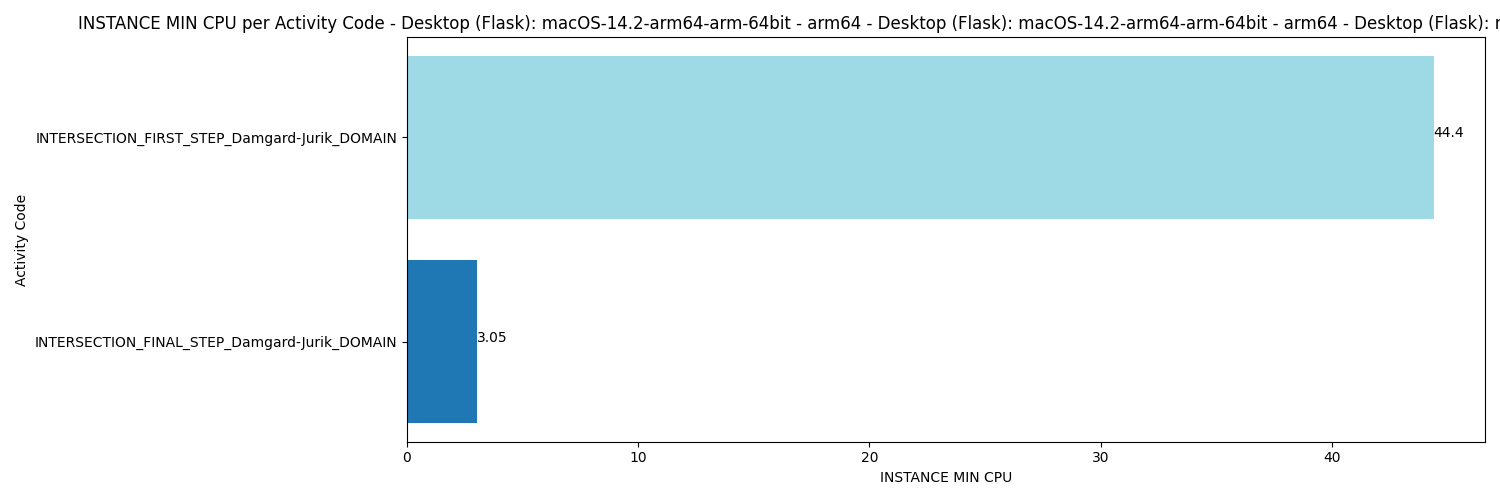 INSTANCE MIN CPU per Activity Code - Desktop (Flask): macOS-14.2-arm64-arm-64bit - arm64 - Desktop (Flask): macOS-14.2-arm64-arm-64bit - arm64 - Desktop (Flask):
INTERSECTION_FIRST_STEP_Damgard-Jurik_DOMAIN
44.4
Activity Code
INTERSECTION_FINAL_STEP_Damgard-Jurik_DOMAIN
3.05
0 10 20 30 40
INSTANCE MIN CPU